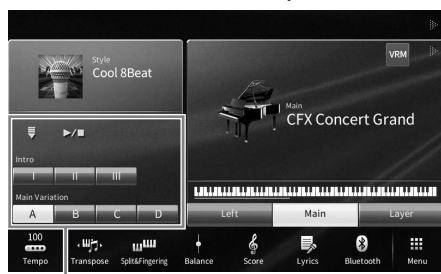 Style
Cool 8Beat
VRM
Main
CFX Concert Grand
Intro
I II III
Main Variation
A B C D
Left Main Layer
100
Tempo Transpose Split&Fingering Balance Score Lyrics Bluetooth Menu